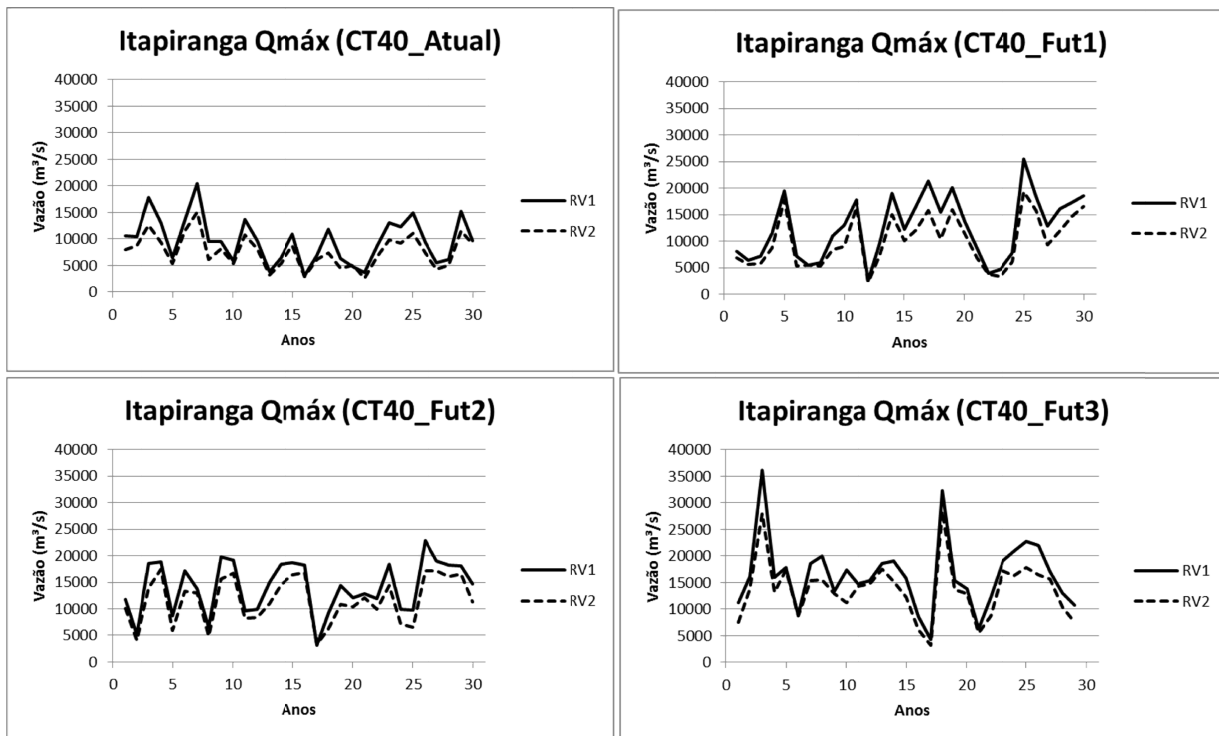 Itapiranga Qmáx (CT40_Atual)
40000
35000
30000
25000
20000
15000
10000
5000
0
Vazão (m³/s)
0 5 10 15 20 25 30
Anos
RV1
RV2
Itapiranga Qmáx (CT40_Fut1)
40000
35000
30000
25000
20000
15000
10000
5000
0
Vazão (m³/s)
0 5 10 15 20 25 30
Anos
RV1
RV2
Itapiranga Qmáx (CT40_Fut2)
40000
35000
30000
25000
20000
15000
10000
5000
0
Vazão (m³/s)
0 5 10 15 20 25 30
Anos
RV1
RV2
Itapiranga Qmáx (CT40_Fut3)
40000
35000
30000
25000
20000
15000
10000
5000
0
Vazão (m³/s)
0 5 10 15 20 25 30
Anos
RV1
RV2